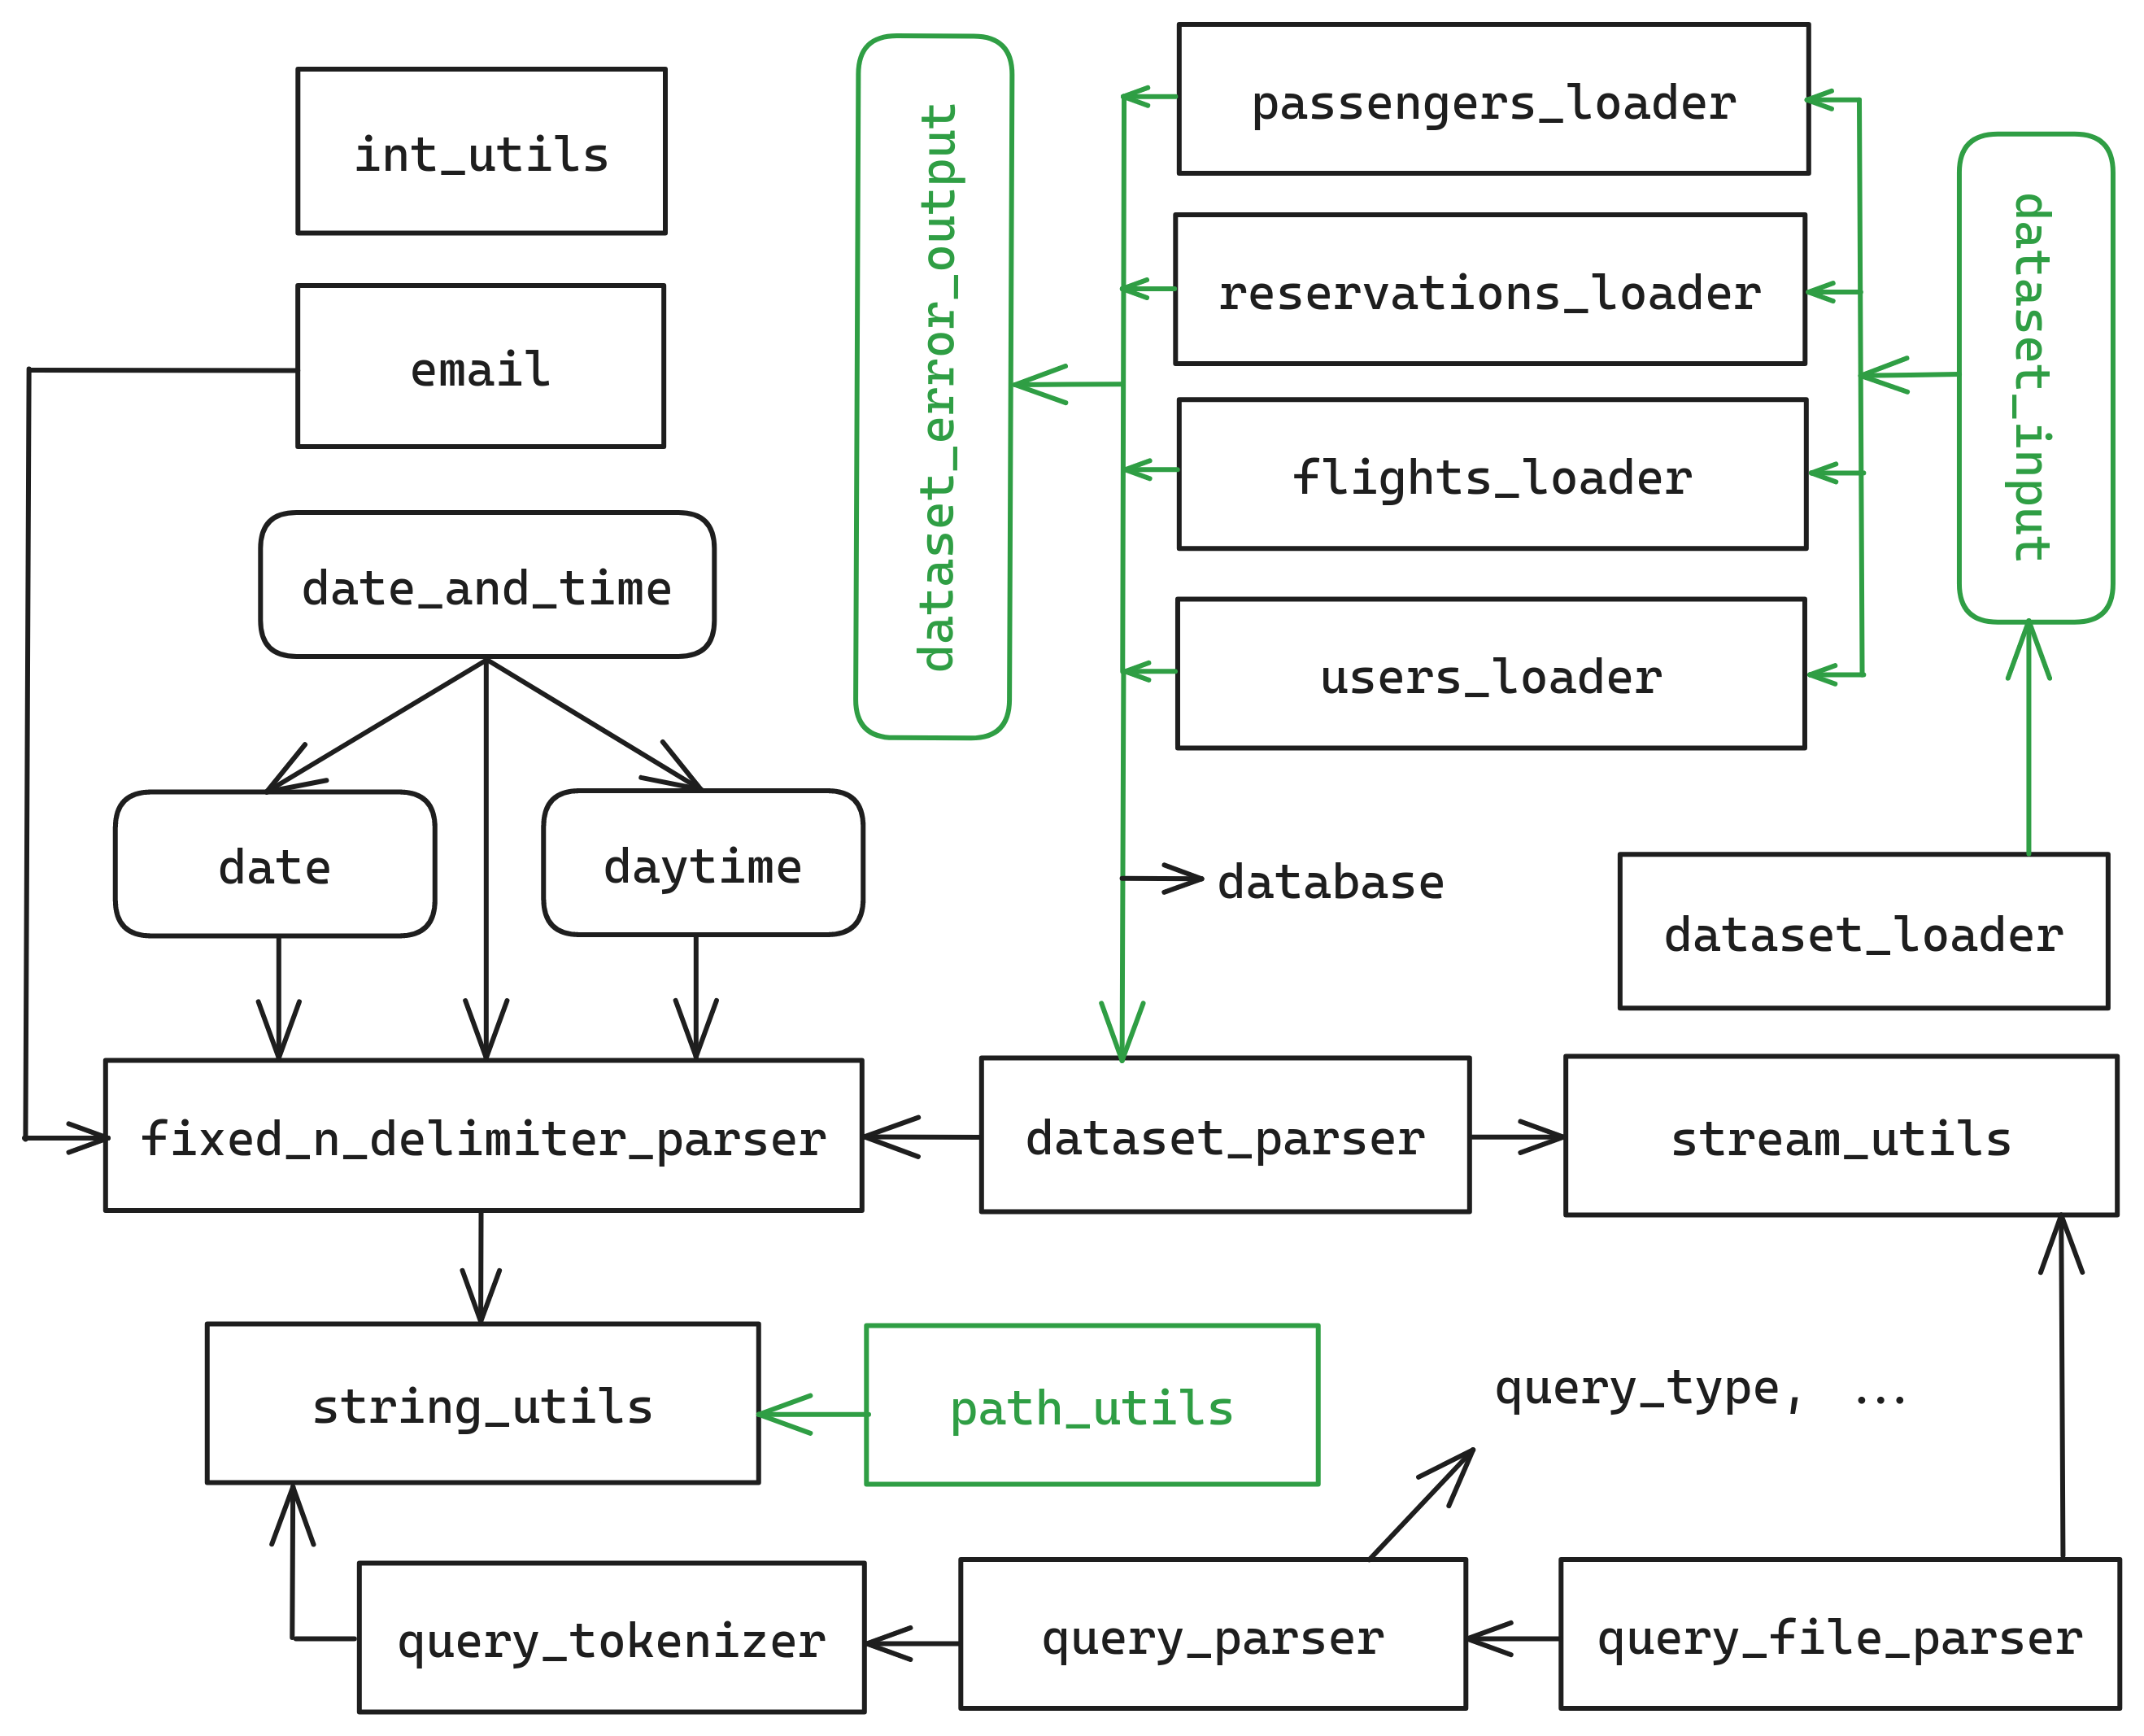 int_utils
email
date_and_time
date
daytime
dataset_error_output
passengers_loader
reservations_loader
flights_loader
users_loader
dataset_input
database
dataset_loader
fixed_n_delimiter_parser
dataset_parser
stream_utils
string_utils
path_utils
query_type, ...
query_tokenizer
query_parser
query_file_parser